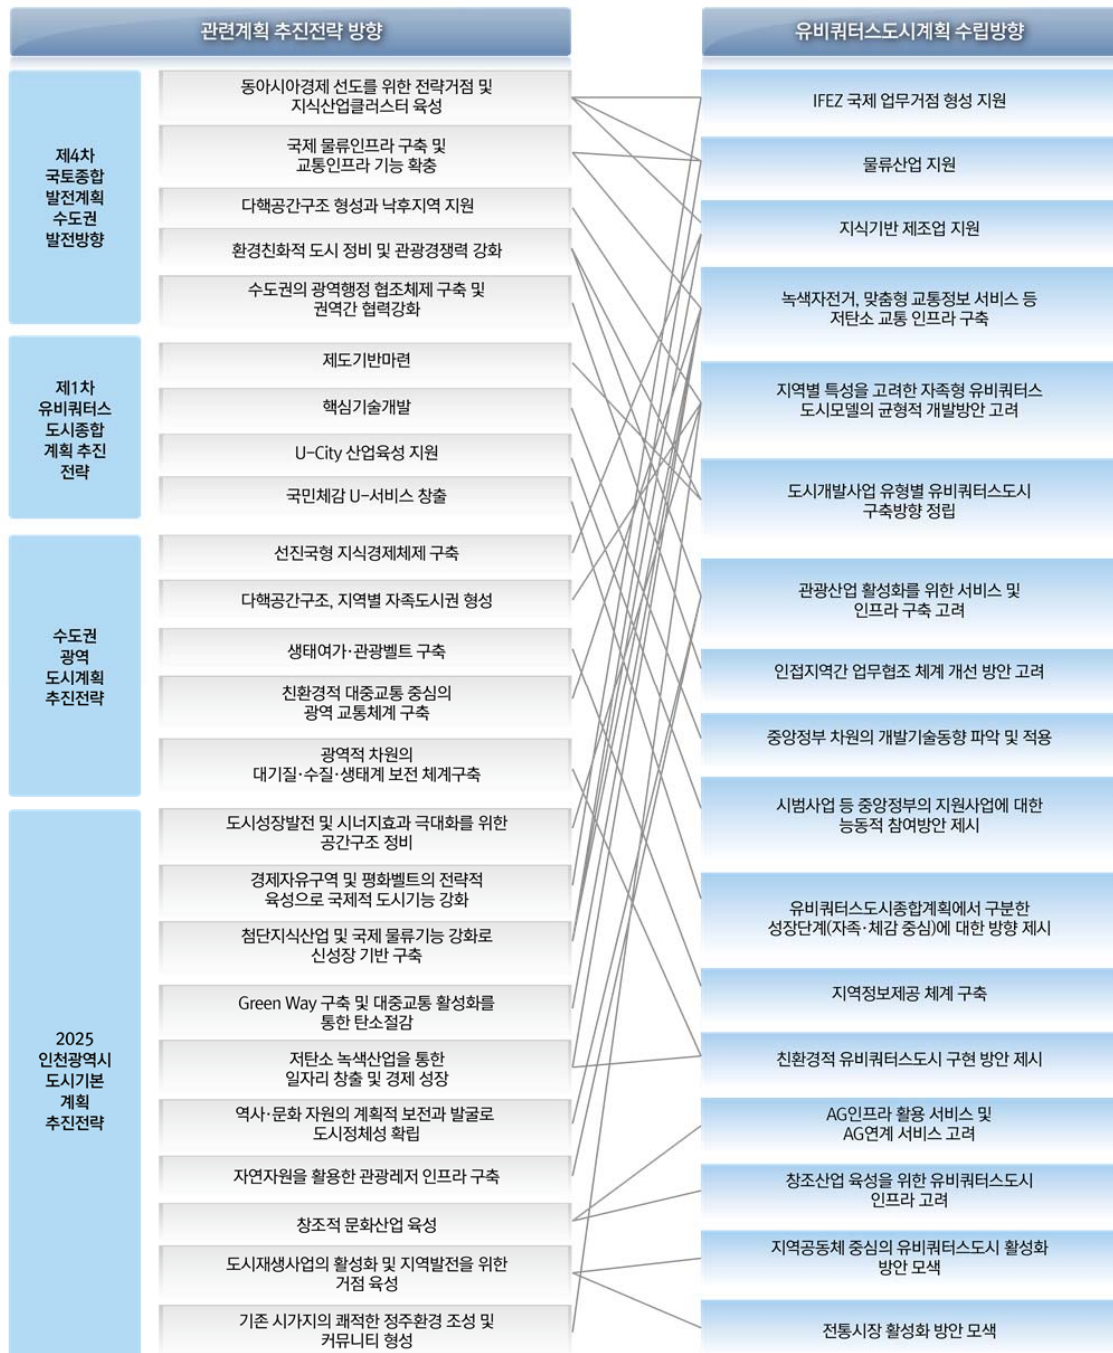 관련계획 추진전략 방향
유비쿼터스도시계획 수립방향
제4차
국토종합
발전계획
수도권
발전방향
동아시아경제 선도를 위한 전략거점 및
지식산업클러스터 육성
국제 물류인프라 구축 및
교통인프라 기능 확충
다핵공간구조 형성과 낙후지역 지원
환경친화적 도시 정비 및 관광경쟁력 강화
수도권의 광역행정 협조체제 구축 및
권역간 협력강화
제1차
유비쿼터스
도시종합
계획 추진
전략
제도기반마련
핵심기술개발
U-City 산업육성 지원
국민체감 U-서비스 창출
수도권
광역
도시계획
추진전략
선진국형 지식경제체제 구축
다핵공간구조, 지역별 자족도시권 형성
생태여가·관광벨트 구축
친환경적 대중교통 중심의
광역 교통체계 구축
광역적 차원의
대기질·수질·생태계 보전 체계구축
2025
인천광역시
도시기본
계획
추진전략
도시성장발전 및 시너지효과 극대화를 위한
공간구조 정비
경제자유구역 및 평화벨트의 전략적
육성으로 국제적 도시기능 강화
첨단지식산업 및 국제 물류기능 강화로
신성장 기반 구축
Green Way 구축 및 대중교통 활성화를
통한 탄소절감
저탄소 녹색산업을 통한
일자리 창출 및 경제 성장
역사·문화 자원의 계획적 보전과 발굴로
도시정체성 확립
자연자원을 활용한 관광레저 인프라 구축
창조적 문화산업 육성
도시재생사업의 활성화 및 지역발전을 위한
거점 육성
기존 시가지의 쾌적한 정주환경 조성 및
커뮤니티 형성
IFEZ 국제 업무거점 형성 지원
물류산업 지원
지식기반 제조업 지원
녹색자전거, 맞춤형 교통정보 서비스 등
저탄소 교통 인프라 구축
지역별 특성을 고려한 자족형 유비쿼터스
도시모델의 균형적 개발방안 고려
도시개발사업 유형별 유비쿼터스도시
구축방향 정립
관광산업 활성화를 위한 서비스 및
인프라 구축 고려
인접지역간 업무협조 체계 개선 방안 고려
중앙정부 차원의 개발기술동향 파악 및 적용
시범사업 등 중앙정부의 지원사업에 대한
능동적 참여방안 제시
유비쿼터스도시종합계획에서 구분한
성장단계(자족·체감 중심)에 대한 방향 제시
지역정보제공 체계 구축
친환경적 유비쿼터스도시 구현 방안 제시
AG인프라 활용 서비스 및
AG연계 서비스 고려
창조산업 육성을 위한 유비쿼터스도시
인프라 고려
지역공동체 중심의 유비쿼터스도시 활성화
방안 모색
전통시장 활성화 방안 모색